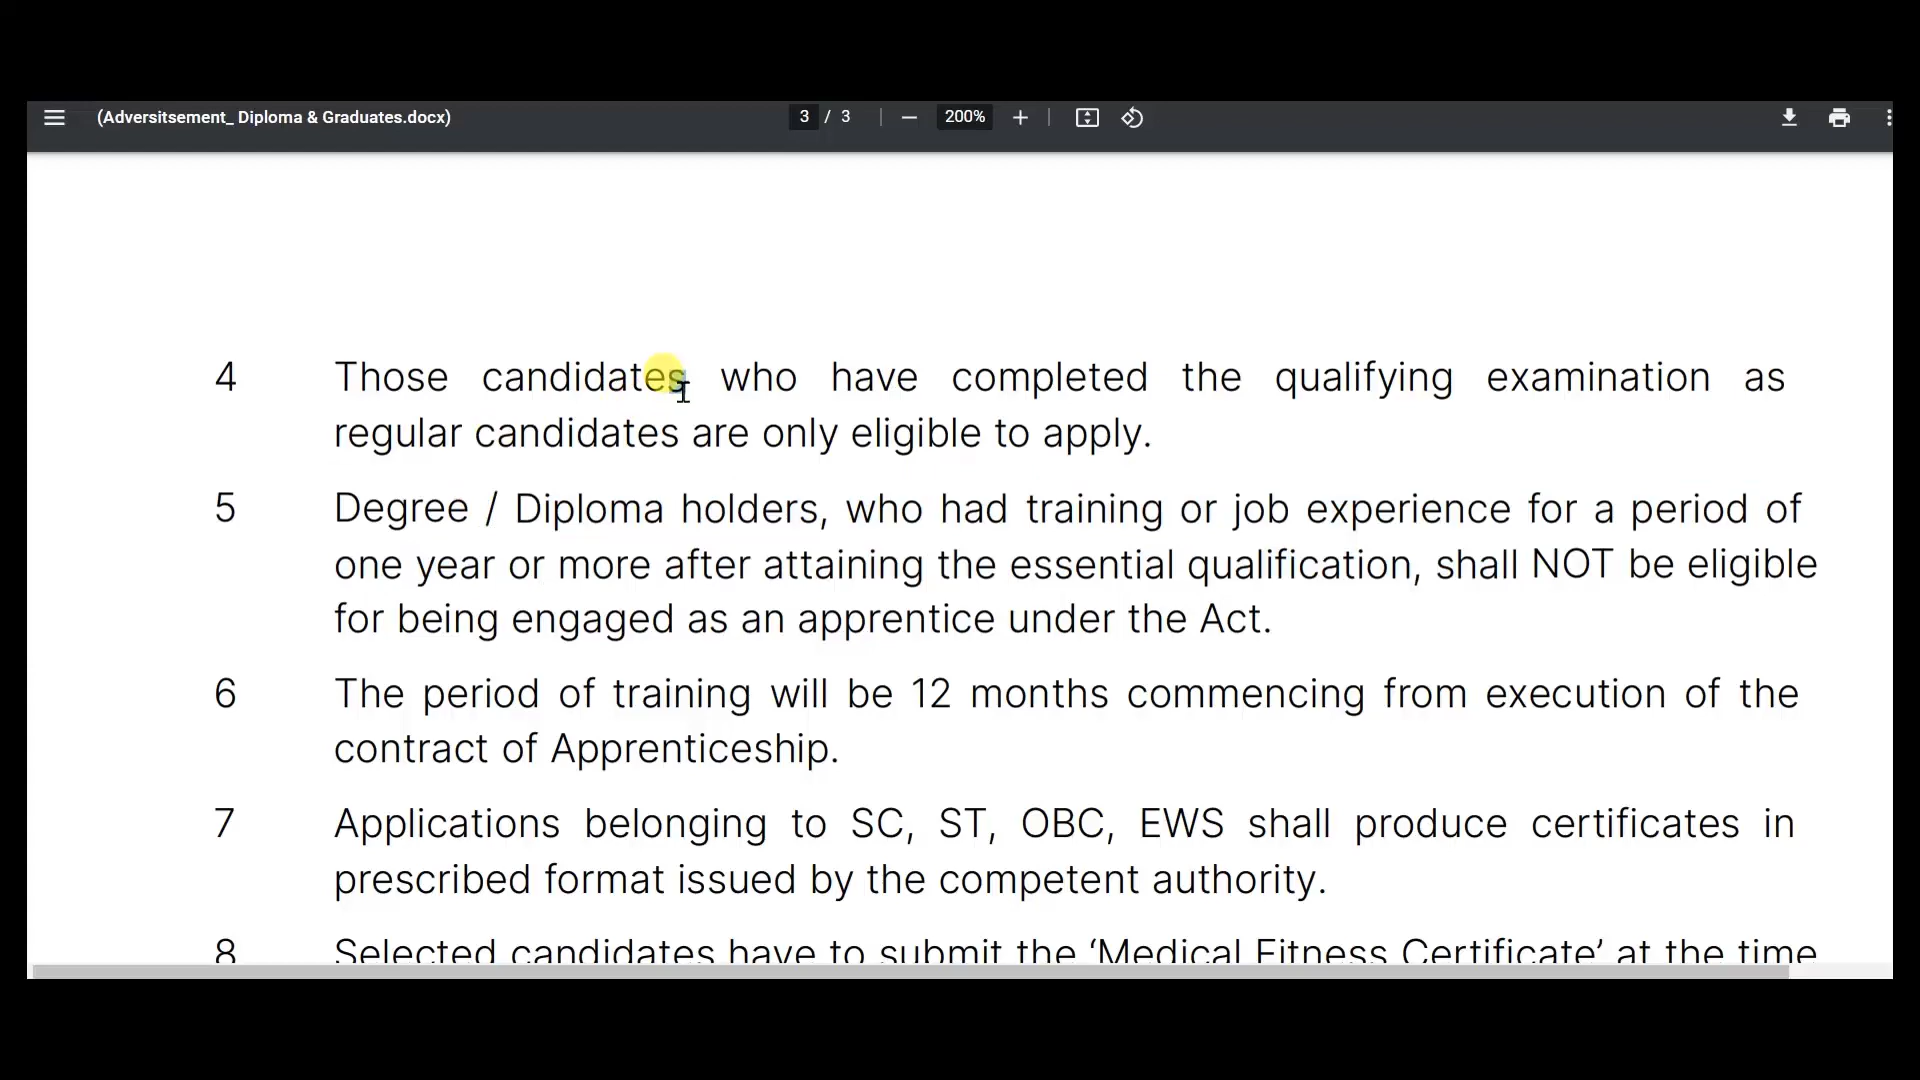 (Adversitsement_ Diploma & Graduates.docx) 3 / 3 200%
4 Those candidates who have completed the qualifying examination as
regular candidates are only eligible to apply.
5 Degree / Diploma holders, who had training or job experience for a period of
one year or more after attaining the essential qualification, shall NOT be eligible
for being engaged as an apprentice under the Act.
6 The period of training will be 12 months commencing from execution of the
contract of Apprenticeship.
7 Applications belonging to SC, ST, OBC, EWS shall produce certificates in
prescribed format issued by the competent authority.
8 Selected candidates have to submit the ‘Medical Fitness Certificate’ at the time